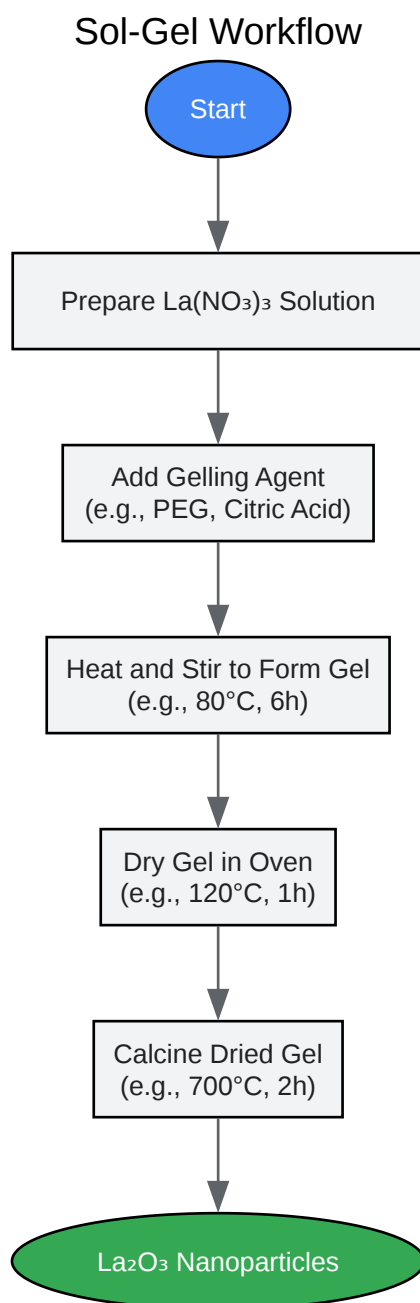 Sol-Gel Workflow
Start
Prepare La(NO₃)₃ Solution
Add Gelling Agent
(e.g., PEG, Citric Acid)
Heat and Stir to Form Gel
(e.g., 80°C, 6h)
Dry Gel in Oven
(e.g., 120°C, 1h)
Calcine Dried Gel
(e.g., 700°C, 2h)
La₂O₃ Nanoparticles